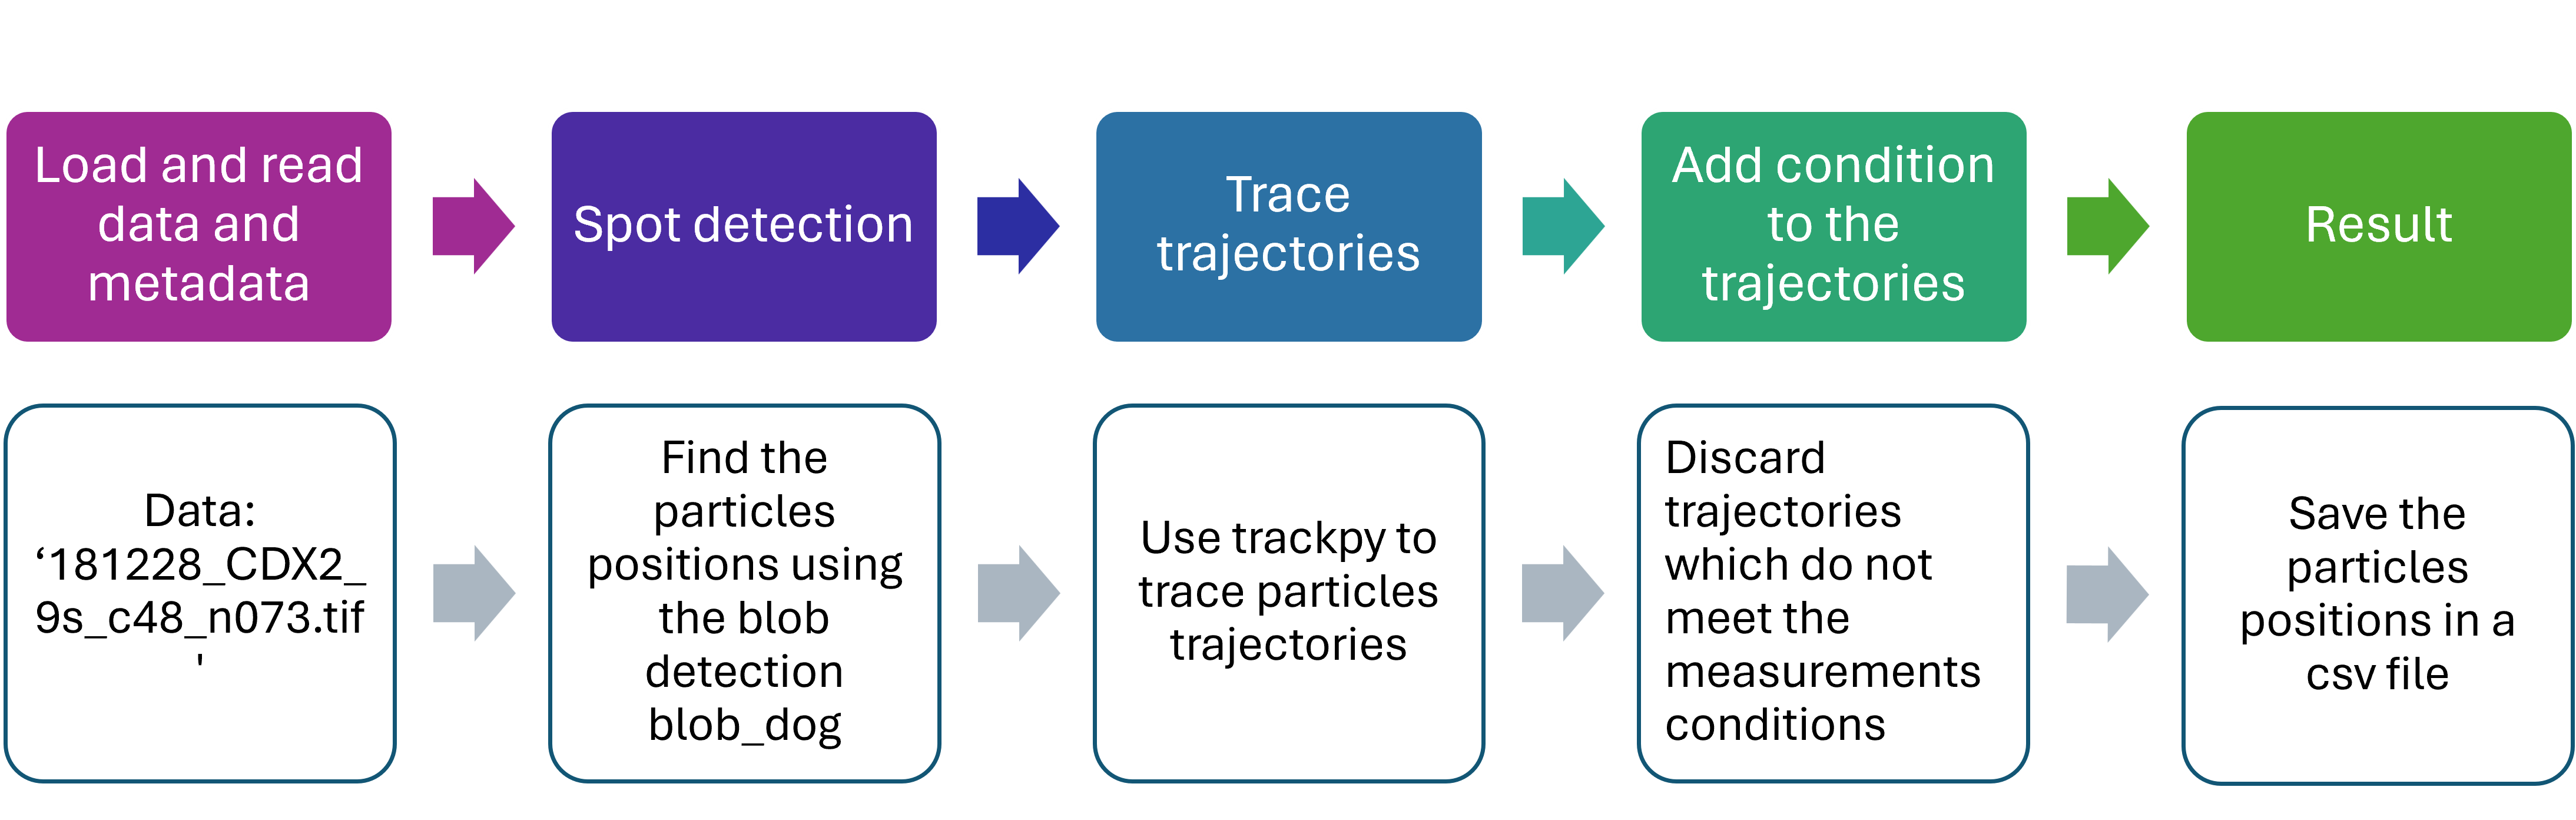 Load and read
data and
metadata
Spot detection
Trace
trajectories
Add condition
to the
trajectories
Result
Data:
‘181228_CDX2_
9s_c48_n073.tif
'
Find the
particles
positions using
the blob
detection
blob_dog
Use trackpy to
trace particles
trajectories
Discard
trajectories
which do not
meet the
measurements
conditions
Save the
particles
positions in a
csv file